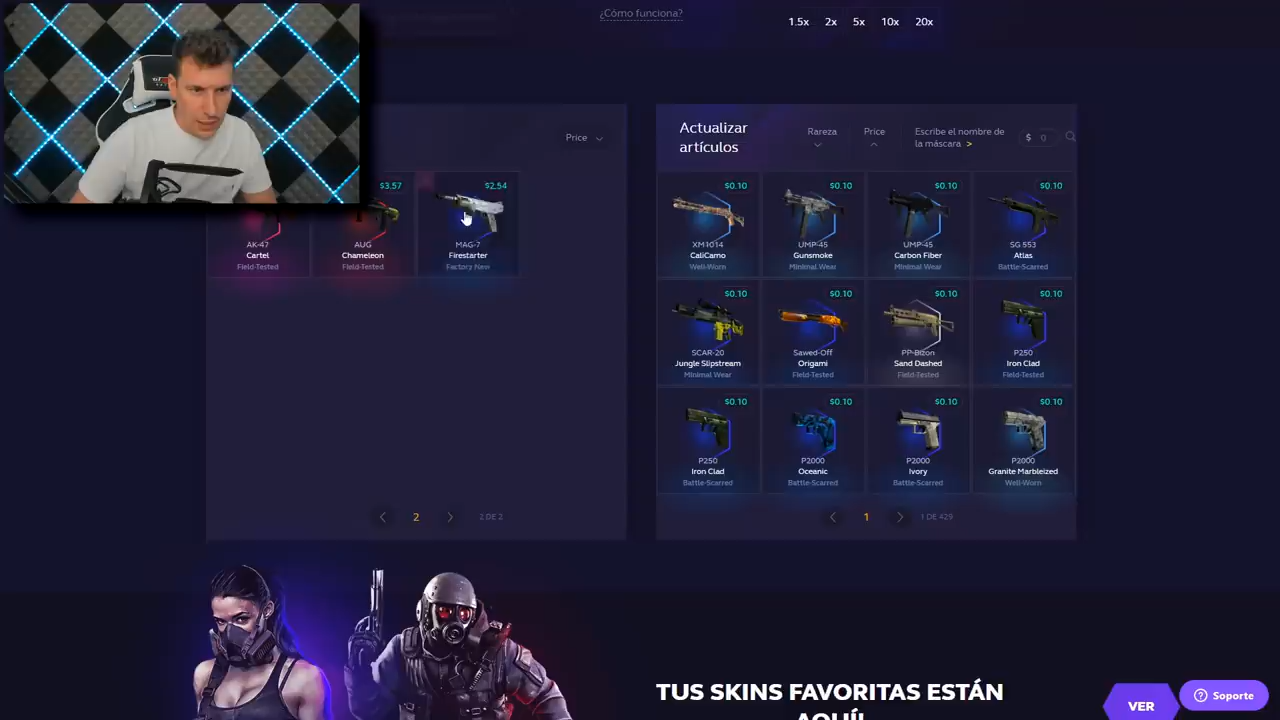 ¿Cómo funciona?
1.5x 2x 5x 10x 20x
Price
$3.57
AK-47
Cartel
Field-Tested
AUG
Chameleon
Field-Tested
$2.54
MAG-7
Firestarter
Factory New
2
2 DE 2
Actualizar
artículos
Rareza
Price
Escribe el nombre de
la máscara >
$ 0
$0.10
XM1014
CaliCamo
Well-Worn
$0.10
UMP-45
Gunsmoke
Minimal Wear
$0.10
UMP-45
Carbon Fiber
Minimal Wear
$0.10
SG 553
Atlas
Battle-Scarred
$0.10
SCAR-20
Jungle Slipstream
Minimal Wear
$0.10
Sawed-Off
Origami
Field-Tested
$0.10
PP-Bizon
Sand Dashed
Field-Tested
$0.10
P250
Iron Clad
Field-Tested
$0.10
P250
Iron Clad
Battle-Scarred
$0.10
P2000
Oceanic
Battle-Scarred
$0.10
P2000
Ivory
Battle-Scarred
$0.10
P2000
Granite Marbleized
Well-Worn
1
1 DE 429
TUS SKINS FAVORITAS ESTÁN
AQUÍ!
VER
Soporte